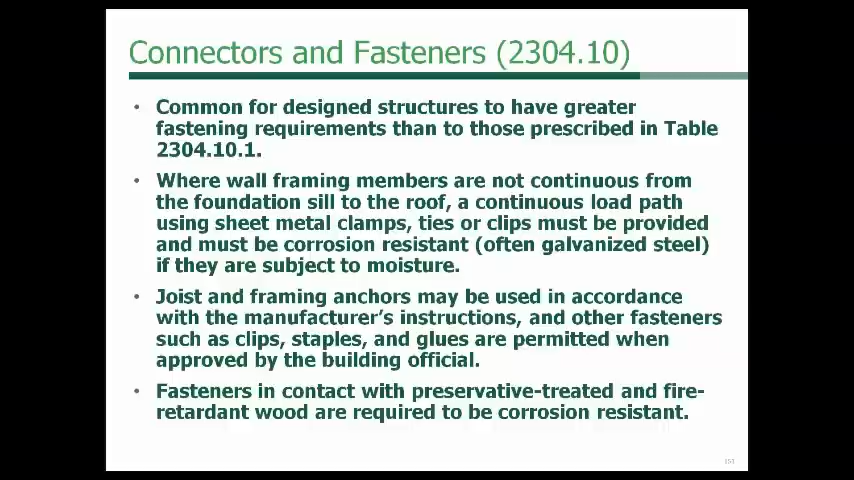 Connectors and Fasteners (2304.10)
• Common for designed structures to have greater
fastening requirements than to those prescribed in Table
2304.10.1.
• Where wall framing members are not continuous from
the foundation sill to the roof, a continuous load path
using sheet metal clamps, ties or clips must be provided
and must be corrosion resistant (often galvanized steel)
if they are subject to moisture.
• Joist and framing anchors may be used in accordance
with the manufacturer's instructions, and other fasteners
such as clips, staples, and glues are permitted when
approved by the building official.
• Fasteners in contact with preservative-treated and fire-
retardant wood are required to be corrosion resistant.